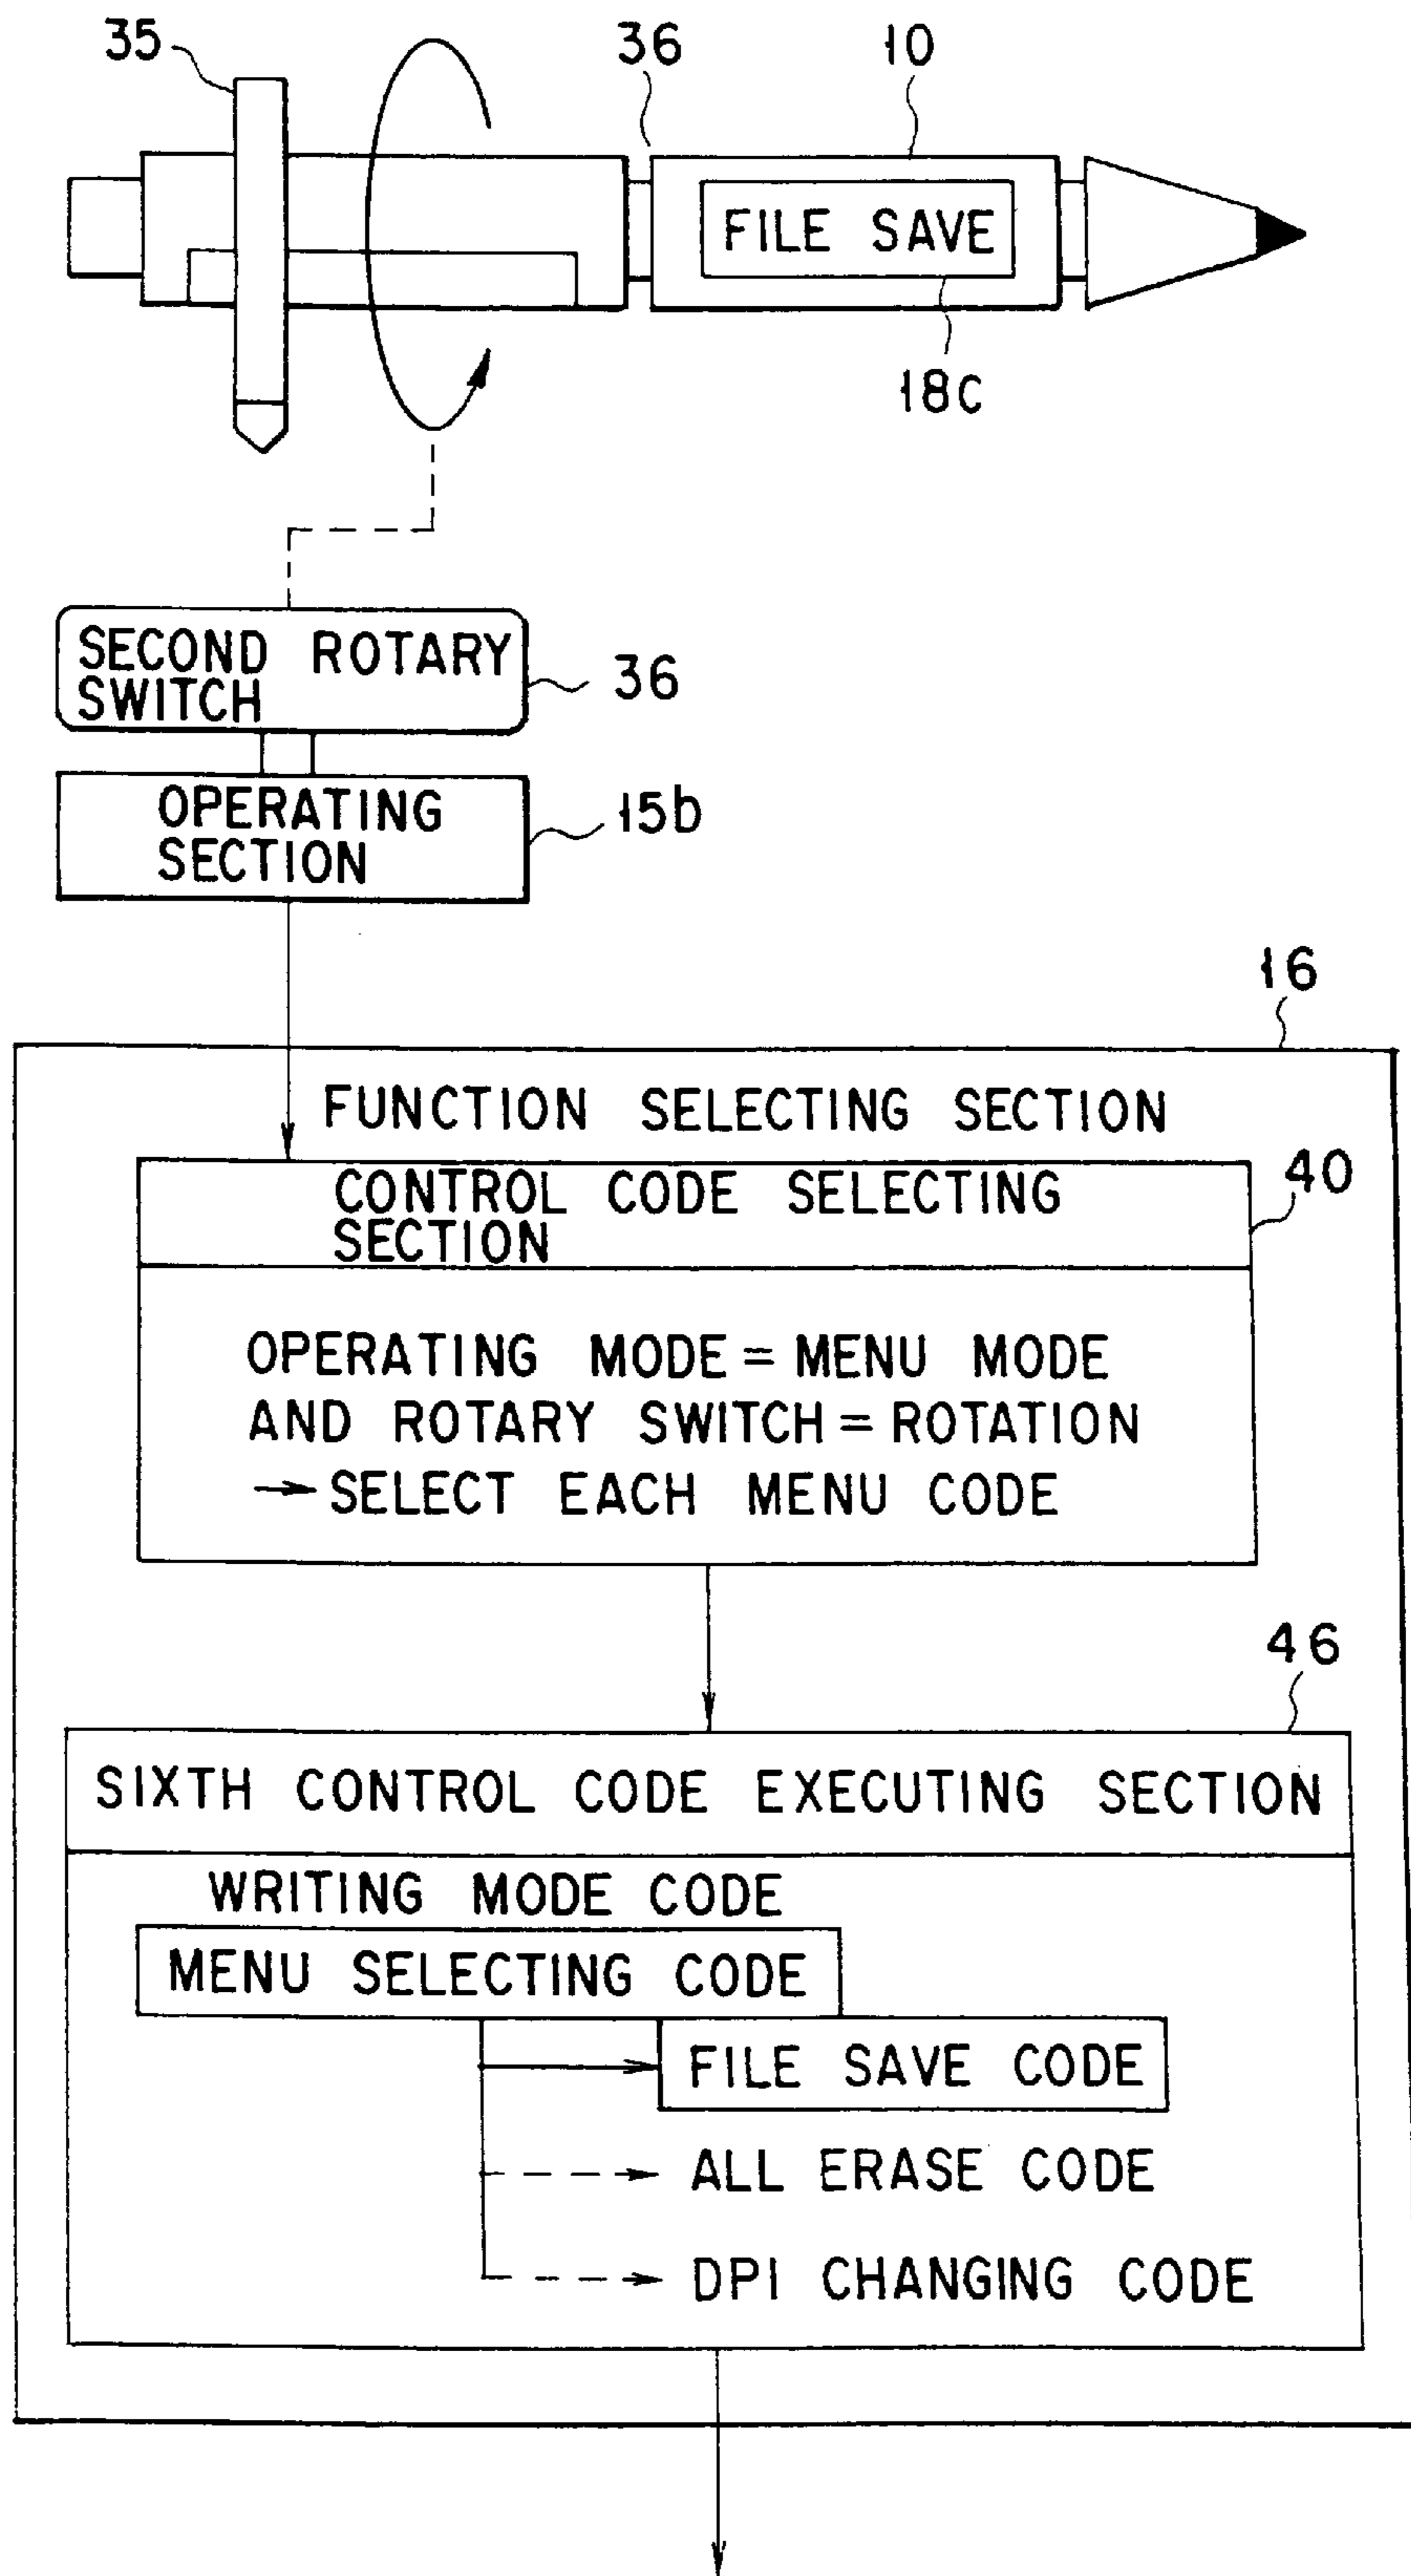 35
36
10
FILE SAVE
18c
SECOND ROTARY
SWITCH
36
OPERATING
SECTION
15b
16
FUNCTION SELECTING SECTION
CONTROL CODE SELECTING
SECTION
40
OPERATING MODE = MENU MODE
AND ROTARY SWITCH = ROTATION
→ SELECT EACH MENU CODE
46
SIXTH CONTROL CODE EXECUTING SECTION
WRITING MODE CODE
MENU SELECTING CODE
FILE SAVE CODE
ALL ERASE CODE
DPI CHANGING CODE